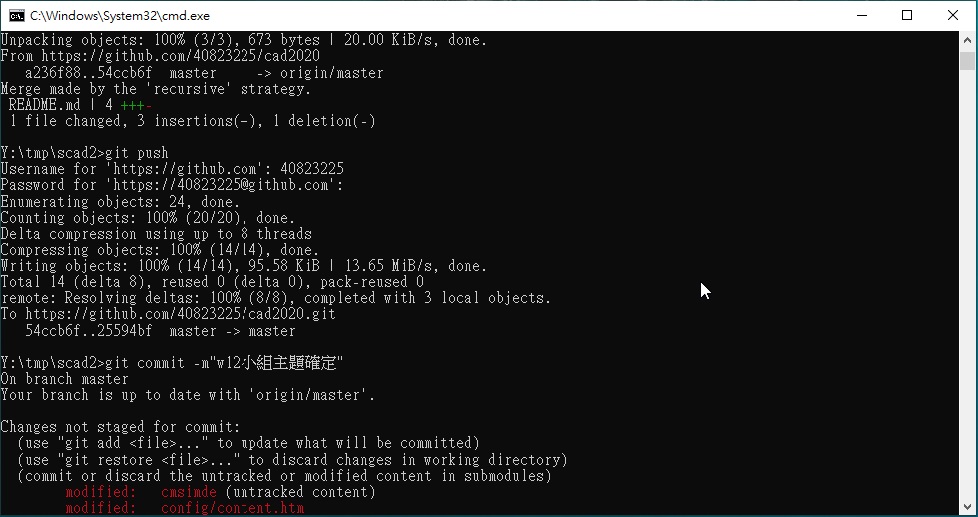 C:\Windows\System32\cmd.exe
Unpacking objects: 100% (3/3), 673 bytes | 20.00 KiB/s, done.
From https://github.com/40823225/cad2020
   a236f88..54ccb6f  master     -> origin/master
Merge made by the 'recursive' strategy.
 README.md | 4 +++-
 1 file changed, 3 insertions(+), 1 deletion(-)
Y:\tmp\scad2>git push
Username for 'https://github.com': 40823225
Password for 'https://40823225@github.com':
Enumerating objects: 24, done.
Counting objects: 100% (20/20), done.
Delta compression using up to 8 threads
Compressing objects: 100% (14/14), done.
Writing objects: 100% (14/14), 95.58 KiB | 13.65 MiB/s, done.
Total 14 (delta 8), reused 0 (delta 0), pack-reused 0
remote: Resolving deltas: 100% (8/8), completed with 3 local objects.
To https://github.com/40823225/cad2020.git
   54ccb6f..25594bf  master -> master
Y:\tmp\scad2>git commit -m"w12小組主題確定"
On branch master
Your branch is up to date with 'origin/master'.
Changes not staged for commit:
  (use "git add <file>..." to update what will be committed)
  (use "git restore <file>..." to discard changes in working directory)
  (commit or discard the untracked or modified content in submodules)
        modified:   cmsimde (untracked content)
        modified:   config/content.htm